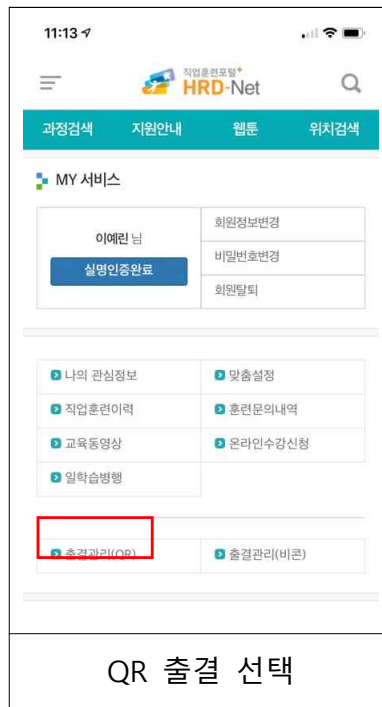 11:13
직업훈련포털+
HRD-Net
과정검색 지원안내 웹툰 위치검색
MY 서비스
이예린 님
실명인증완료
회원정보변경
비밀번호변경
회원탈퇴
나의 관심정보 맞춤설정
직업훈련이력 훈련문의내역
교육동영상 온라인수강신청
일학습병행
출결관리(QR) 출결관리(비콘)
QR 출결 선택